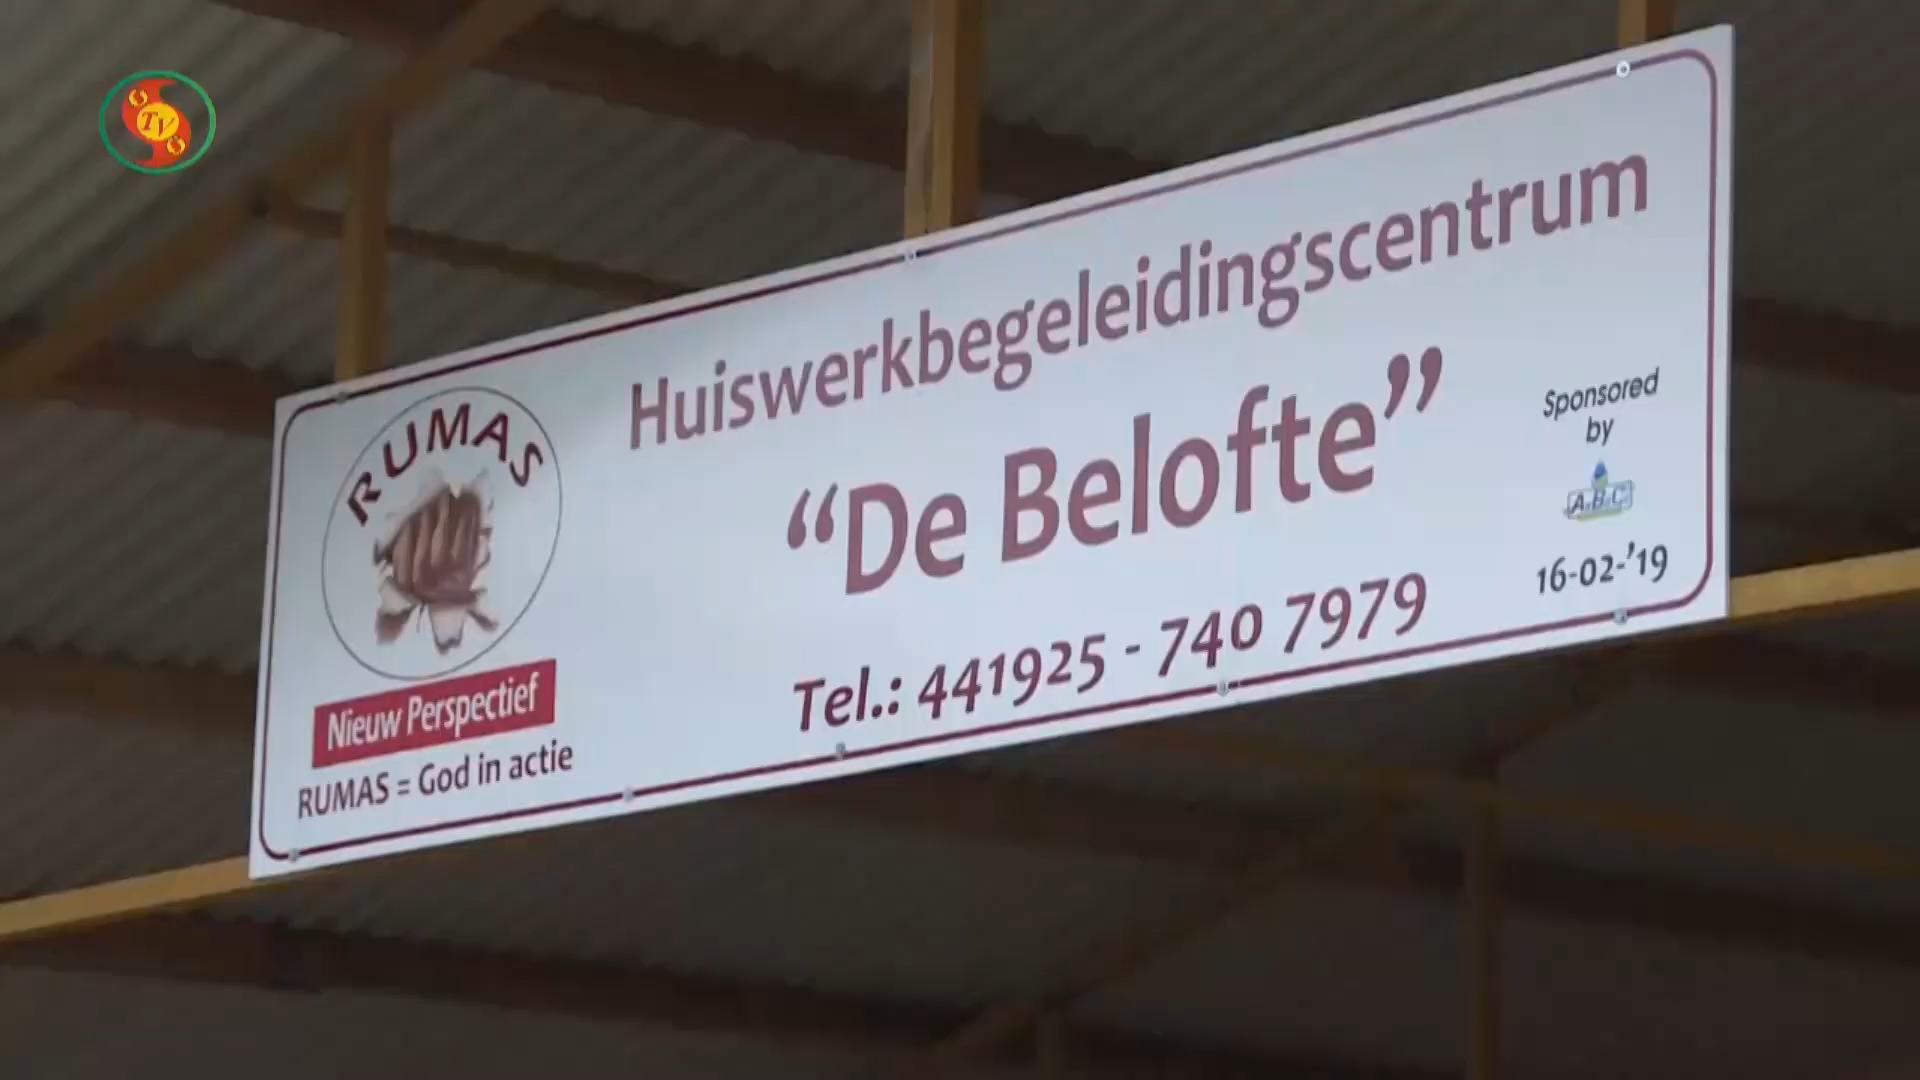 TV
RUMAS
Nieuw Perspectief
RUMAS = God in actie
Huiswerkbegeleidingscentrum
“De Belofte”
Tel.: 441925 - 740 7979
Sponsored
by
A.B.C
16-02-'19